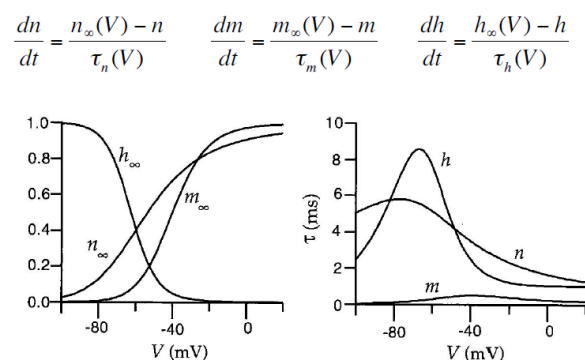 dn/dt = (n∞(V) − n)/τn(V)    dm/dt = (m∞(V) − m)/τm(V)    dh/dt = (h∞(V) − h)/τh(V)
1.0
0.8
0.6
0.4
0.2
0.0
h∞
m∞
n∞
-80 -40 0
V (mV)
10
8
6
4
2
0
τ (ms)
h
n
m
-80 -40 0
V (mV)